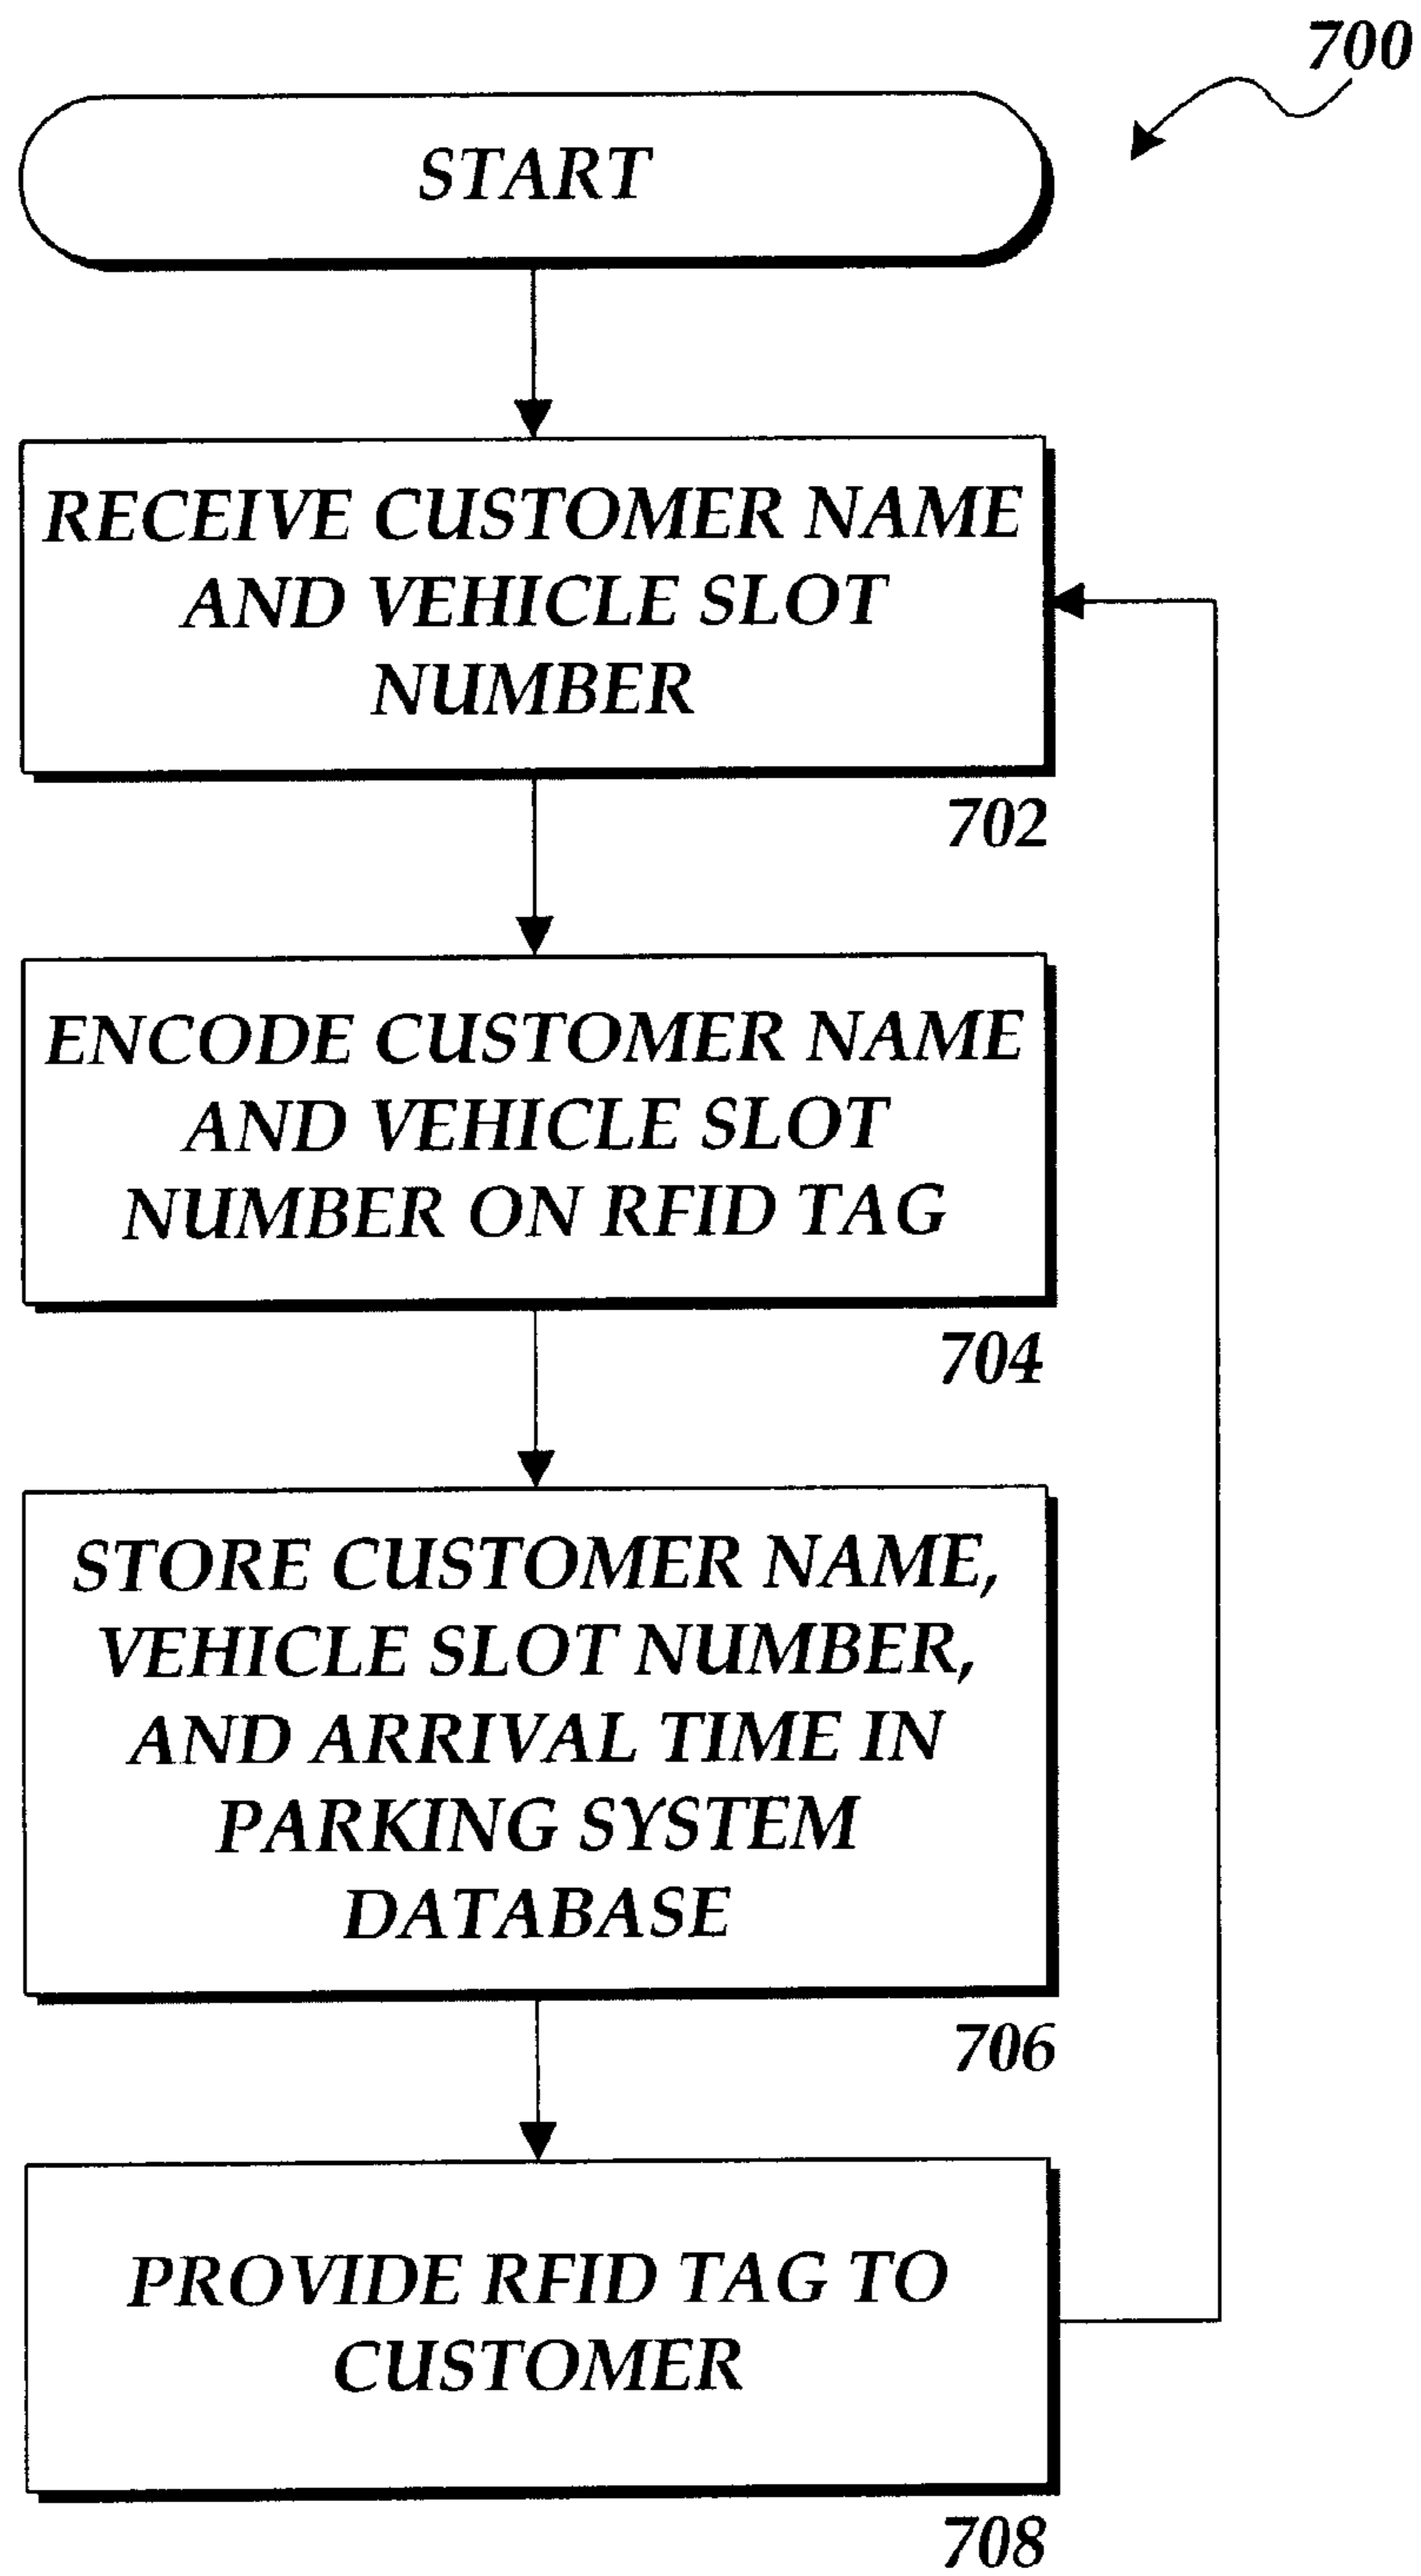 700
START
RECEIVE CUSTOMER NAME
AND VEHICLE SLOT
NUMBER
702
ENCODE CUSTOMER NAME
AND VEHICLE SLOT
NUMBER ON RFID TAG
704
STORE CUSTOMER NAME,
VEHICLE SLOT NUMBER,
AND ARRIVAL TIME IN
PARKING SYSTEM
DATABASE
706
PROVIDE RFID TAG TO
CUSTOMER
708